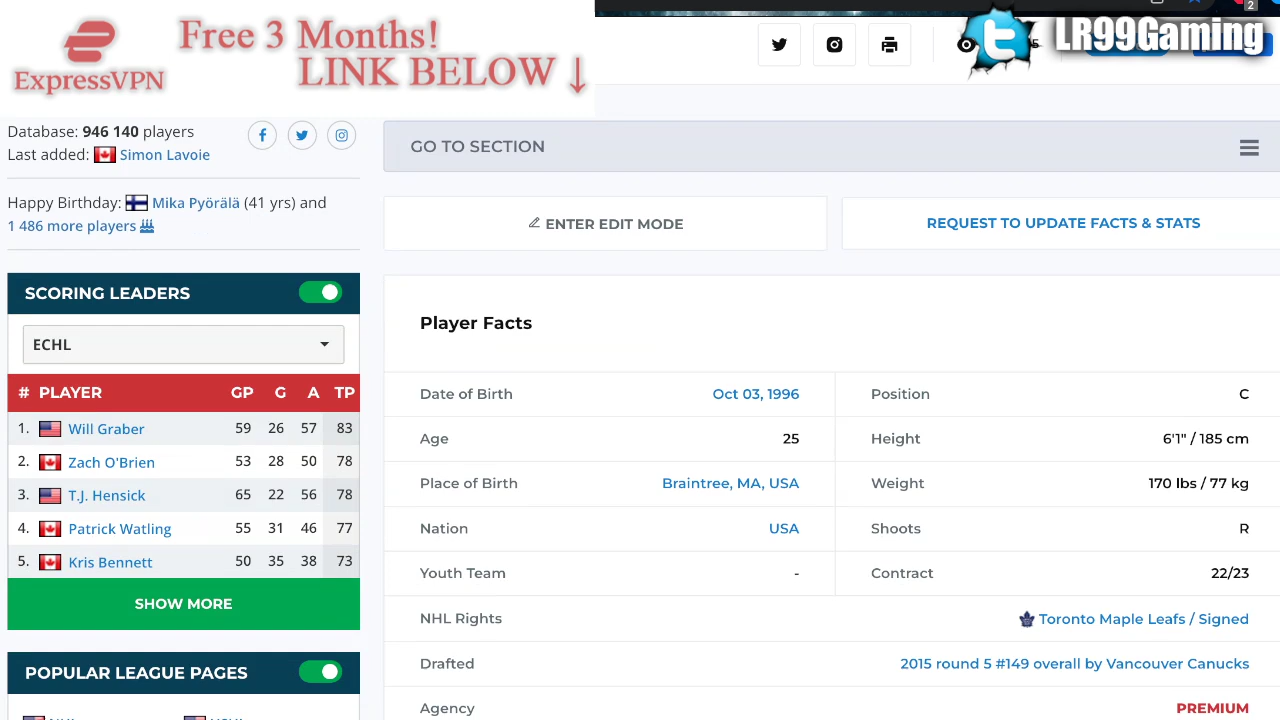 ExpressVPN
Free 3 Months!
LINK BELOW ↓
2
LR99Gaming
Database: 946 140 players
Last added: Simon Lavoie
Happy Birthday: Mika Pyörälä (41 yrs) and
1 486 more players
SCORING LEADERS
ECHL
# PLAYER GP G A TP
1. Will Graber 59 26 57 83
2. Zach O'Brien 53 28 50 78
3. T.J. Hensick 65 22 56 78
4. Patrick Watling 55 31 46 77
5. Kris Bennett 50 35 38 73
SHOW MORE
POPULAR LEAGUE PAGES
GO TO SECTION
ENTER EDIT MODE
REQUEST TO UPDATE FACTS & STATS
Player Facts
Date of Birth Oct 03, 1996
Position C
Age 25
Height 6'1" / 185 cm
Place of Birth Braintree, MA, USA
Weight 170 lbs / 77 kg
Nation USA
Shoots R
Youth Team -
Contract 22/23
NHL Rights Toronto Maple Leafs / Signed
Drafted 2015 round 5 #149 overall by Vancouver Canucks
Agency PREMIUM